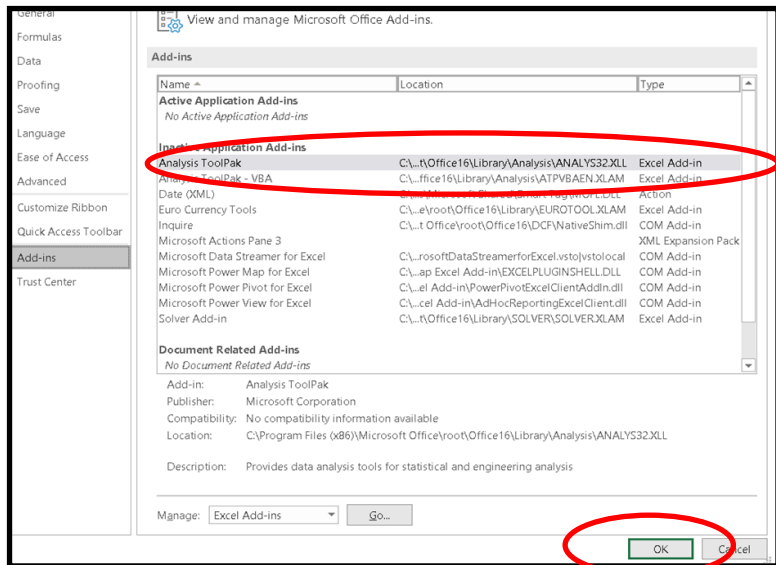 General
Formulas
Data
Proofing
Save
Language
Ease of Access
Advanced
Customize Ribbon
Quick Access Toolbar
Add-ins
Trust Center
View and manage Microsoft Office Add-ins.
Add-ins
Name Location Type
Active Application Add-ins
No Active Application Add-ins
Inactive Application Add-ins
Analysis ToolPak C:\...t\Office16\Library\Analysis\ANALYS32.XLL Excel Add-in
Analysis ToolPak - VBA C:\...ffice16\Library\Analysis\ATPVBAEN.XLAM Excel Add-in
Date (XML) C:\...\Microsoft Shared\Smart Tag\MOFL.DLL Action
Euro Currency Tools C:\...e\root\Office16\Library\EUROTOOL.XLAM Excel Add-in
Inquire C:\...t Office\root\Office16\DCF\NativeShim.dll COM Add-in
Microsoft Actions Pane 3 XML Expansion Pack
Microsoft Data Streamer for Excel C:\...rosoftDataStreamerforExcel.vsto|vstolocal COM Add-in
Microsoft Power Map for Excel C:\...ap Excel Add-in\EXCELPLUGINSHELL.DLL COM Add-in
Microsoft Power Pivot for Excel C:\...el Add-in\PowerPivotExcelClientAddIn.dll COM Add-in
Microsoft Power View for Excel C:\...cel Add-in\AdHocReportingExcelClient.dll COM Add-in
Solver Add-in C:\...t\Office16\Library\SOLVER\SOLVER.XLAM Excel Add-in
Document Related Add-ins
No Document Related Add-ins
Add-in: Analysis ToolPak
Publisher: Microsoft Corporation
Compatibility: No compatibility information available
Location: C:\Program Files (x86)\Microsoft Office\root\Office16\Library\Analysis\ANALYS32.XLL
Description: Provides data analysis tools for statistical and engineering analysis
Manage: Excel Add-ins Go...
OK Cancel